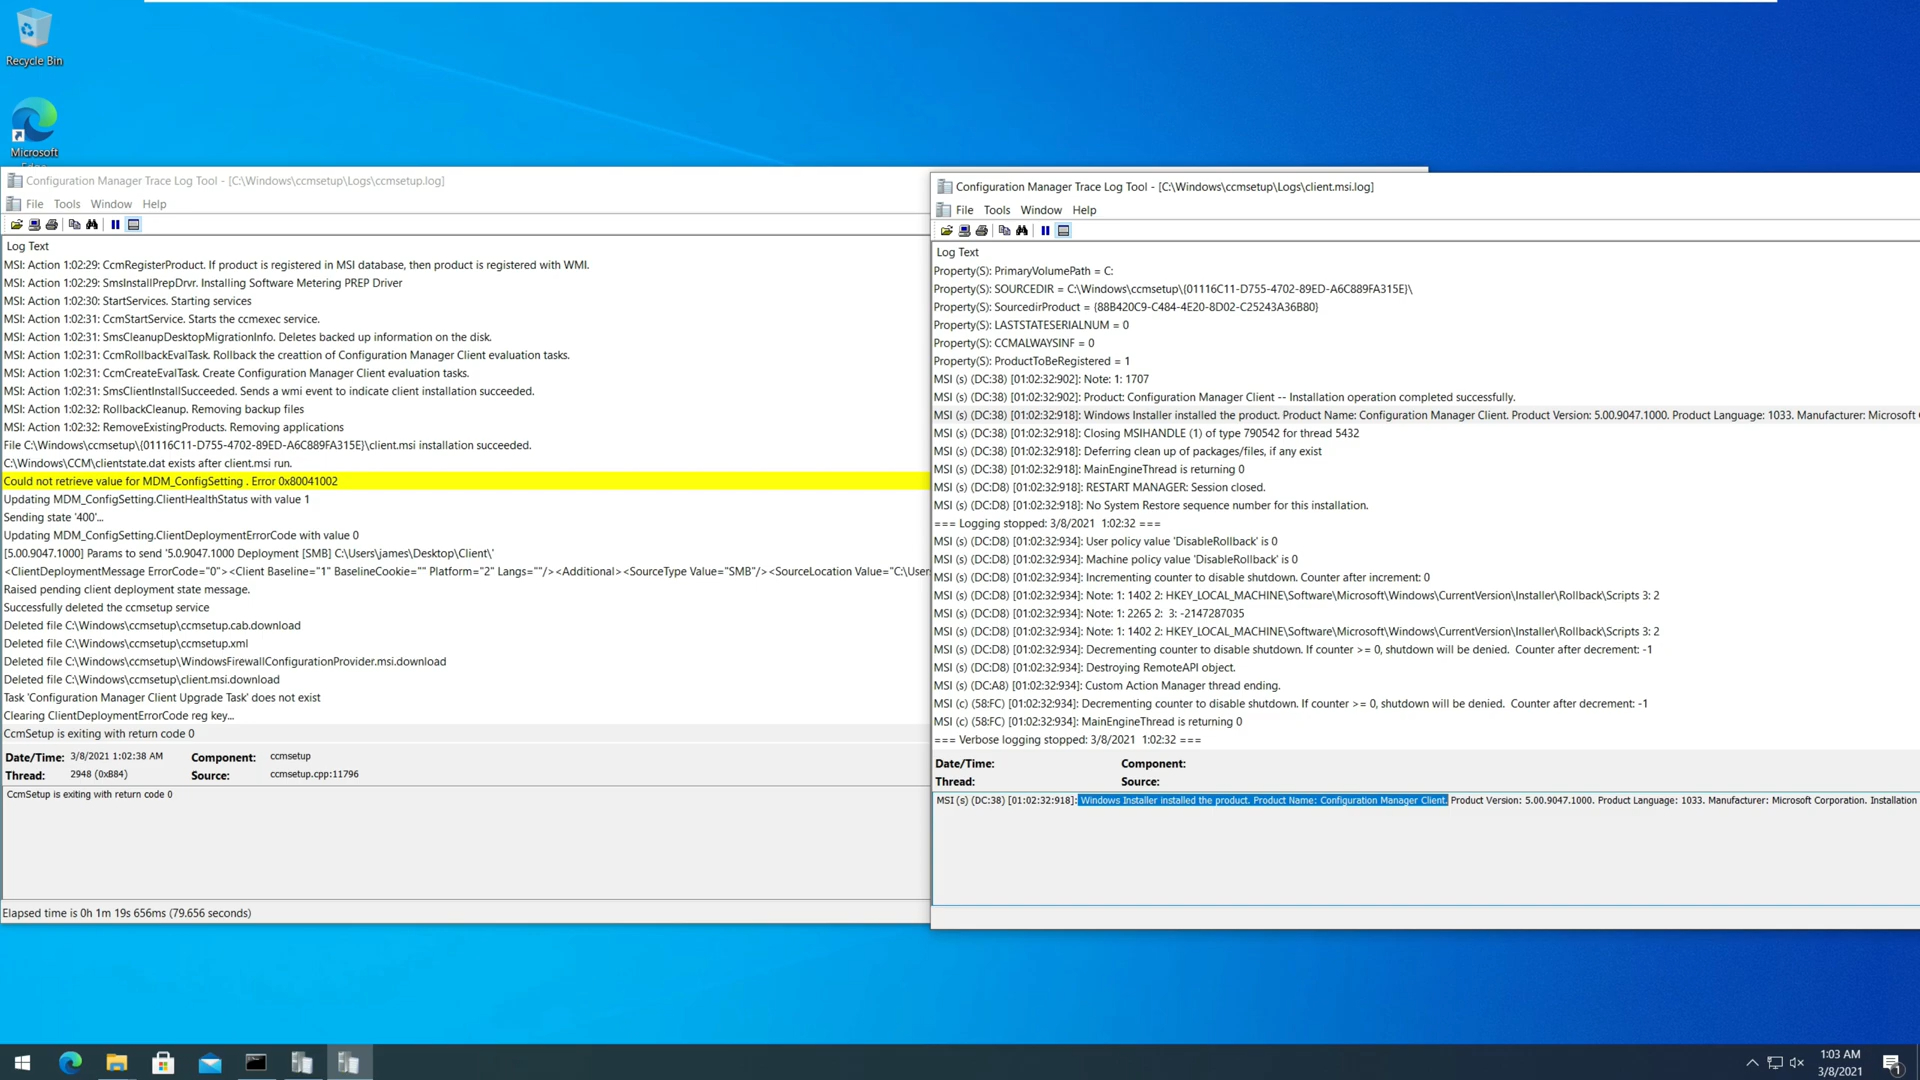 Recycle Bin
Microsoft
Configuration Manager Trace Log Tool - [C:\Windows\ccmsetup\Logs\ccmsetup.log]
File Tools Window Help
Log Text
MSI: Action 1:02:29: CcmRegisterProduct. If product is registered in MSI database, then product is registered with WMI.
MSI: Action 1:02:29: SmsInstallPrepDrvr. Installing Software Metering PREP Driver
MSI: Action 1:02:30: StartServices. Starting services
MSI: Action 1:02:31: CcmStartService. Starts the ccmexec service.
MSI: Action 1:02:31: SmsCleanupDesktopMigrationInfo. Deletes backed up information on the disk.
MSI: Action 1:02:31: CcmRollbackEvalTask. Rollback the creattion of Configuration Manager Client evaluation tasks.
MSI: Action 1:02:31: CcmCreateEvalTask. Create Configuration Manager Client evaluation tasks.
MSI: Action 1:02:31: SmsClientInstallSucceeded. Sends a wmi event to indicate client installation succeeded.
MSI: Action 1:02:32: RollbackCleanup. Removing backup files
MSI: Action 1:02:32: RemoveExistingProducts. Removing applications
File C:\Windows\ccmsetup\{01116C11-D755-4702-89ED-A6C889FA315E}\client.msi installation succeeded.
C:\Windows\CCM\clientstate.dat exists after client.msi run.
Could not retrieve value for MDM_ConfigSetting . Error 0x80041002
Updating MDM_ConfigSetting.ClientHealthStatus with value 1
Sending state '400'...
Updating MDM_ConfigSetting.ClientDeploymentErrorCode with value 0
[5.00.9047.1000] Params to send '5.0.9047.1000 Deployment [SMB] C:\Users\james\Desktop\Client\'
<ClientDeploymentMessage ErrorCode="0"><Client Baseline="1" BaselineCookie="" Platform="2" Langs=""/><Additional><SourceType Value="SMB"/><SourceLocation Value="C:\Users
Raised pending client deployment state message.
Successfully deleted the ccmsetup service
Deleted file C:\Windows\ccmsetup\ccmsetup.cab.download
Deleted file C:\Windows\ccmsetup\ccmsetup.xml
Deleted file C:\Windows\ccmsetup\WindowsFirewallConfigurationProvider.msi.download
Deleted file C:\Windows\ccmsetup\client.msi.download
Task 'Configuration Manager Client Upgrade Task' does not exist
Clearing ClientDeploymentErrorCode reg key...
CcmSetup is exiting with return code 0
Date/Time: 3/8/2021 1:02:38 AM Component: ccmsetup
Thread: 2948 (0xB84) Source: ccmsetup.cpp:11796
CcmSetup is exiting with return code 0
Elapsed time is 0h 1m 19s 656ms (79.656 seconds)
Configuration Manager Trace Log Tool - [C:\Windows\ccmsetup\Logs\client.msi.log]
File Tools Window Help
Log Text
Property(S): PrimaryVolumePath = C:
Property(S): SOURCEDIR = C:\Windows\ccmsetup\{01116C11-D755-4702-89ED-A6C889FA315E}\
Property(S): SourcedirProduct = {88B420C9-C484-4E20-8D02-C25243A36B80}
Property(S): LASTSTATESERIALNUM = 0
Property(S): CCMALWAYSINF = 0
Property(S): ProductToBeRegistered = 1
MSI (s) (DC:38) [01:02:32:902]: Note: 1: 1707
MSI (s) (DC:38) [01:02:32:902]: Product: Configuration Manager Client -- Installation operation completed successfully.
MSI (s) (DC:38) [01:02:32:918]: Windows Installer installed the product. Product Name: Configuration Manager Client. Product Version: 5.00.9047.1000. Product Language: 1033. Manufacturer: Microsoft C
MSI (s) (DC:38) [01:02:32:918]: Closing MSIHANDLE (1) of type 790542 for thread 5432
MSI (s) (DC:38) [01:02:32:918]: Deferring clean up of packages/files, if any exist
MSI (s) (DC:38) [01:02:32:918]: MainEngineThread is returning 0
MSI (s) (DC:D8) [01:02:32:918]: RESTART MANAGER: Session closed.
MSI (s) (DC:D8) [01:02:32:918]: No System Restore sequence number for this installation.
=== Logging stopped: 3/8/2021 1:02:32 ===
MSI (s) (DC:D8) [01:02:32:934]: User policy value 'DisableRollback' is 0
MSI (s) (DC:D8) [01:02:32:934]: Machine policy value 'DisableRollback' is 0
MSI (s) (DC:D8) [01:02:32:934]: Incrementing counter to disable shutdown. Counter after increment: 0
MSI (s) (DC:D8) [01:02:32:934]: Note: 1: 1402 2: HKEY_LOCAL_MACHINE\Software\Microsoft\Windows\CurrentVersion\Installer\Rollback\Scripts 3: 2
MSI (s) (DC:D8) [01:02:32:934]: Note: 1: 2265 2: 3: -2147287035
MSI (s) (DC:D8) [01:02:32:934]: Note: 1: 1402 2: HKEY_LOCAL_MACHINE\Software\Microsoft\Windows\CurrentVersion\Installer\Rollback\Scripts 3: 2
MSI (s) (DC:D8) [01:02:32:934]: Decrementing counter to disable shutdown. If counter >= 0, shutdown will be denied. Counter after decrement: -1
MSI (s) (DC:D8) [01:02:32:934]: Destroying RemoteAPI object.
MSI (s) (DC:A8) [01:02:32:934]: Custom Action Manager thread ending.
MSI (c) (58:FC) [01:02:32:934]: Decrementing counter to disable shutdown. If counter >= 0, shutdown will be denied. Counter after decrement: -1
MSI (c) (58:FC) [01:02:32:934]: MainEngineThread is returning 0
=== Verbose logging stopped: 3/8/2021 1:02:32 ===
Date/Time: Component:
Thread: Source:
MSI (s) (DC:38) [01:02:32:918]: Windows Installer installed the product. Product Name: Configuration Manager Client. Product Version: 5.00.9047.1000. Product Language: 1033. Manufacturer: Microsoft Corporation. Installation
1:03 AM
3/8/2021
1